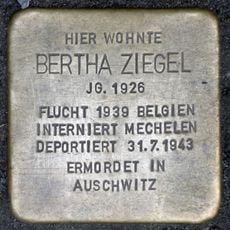 HIER WOHNTE
BERTHA ZIEGEL
JG. 1926
FLUCHT 1939 BELGIEN
INTERNIERT MECHELEN
DEPORTIERT 31.7.1943
ERMORDET IN
AUSCHWITZ